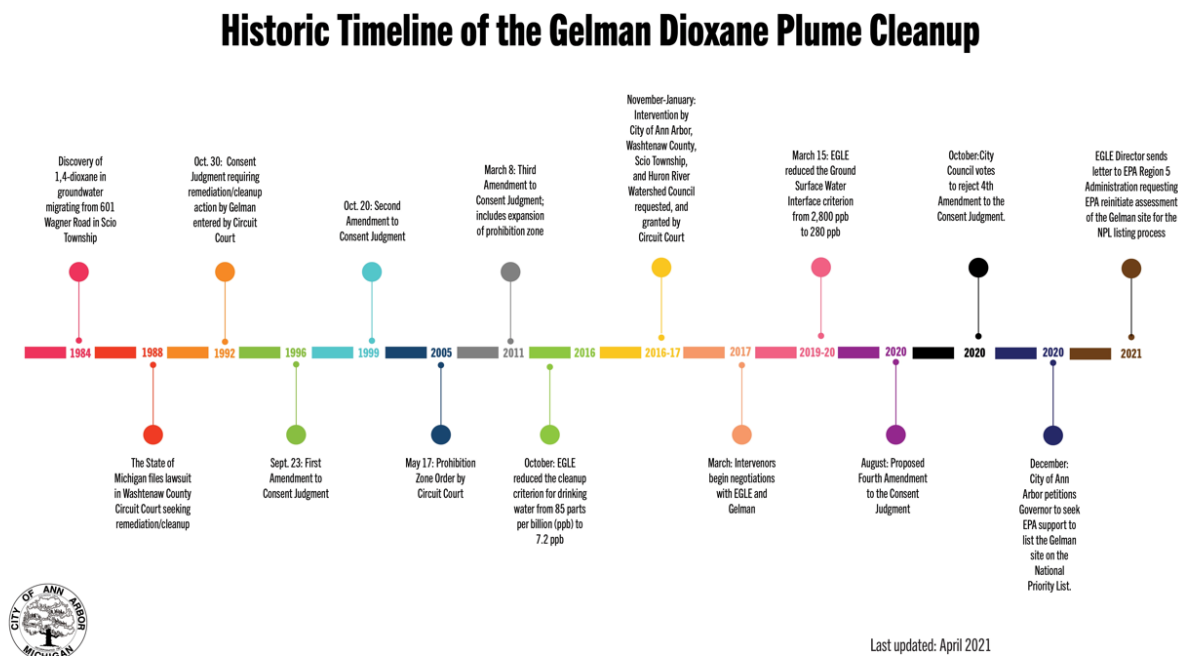 Historic Timeline of the Gelman Dioxane Plume Cleanup
Discovery of
1,4-dioxane in
groundwater
migrating from 601
Wagner Road in Scio
Township
Oct. 30: Consent
Judgment requiring
remediation/cleanup
action by Gelman
entered by Circuit
Court
Oct. 20: Second
Amendment to
Consent Judgment
March 8: Third
Amendment to
Consent Judgment;
includes expansion
of prohibition zone
November-January:
Intervention by
City of Ann Arbor,
Washtenaw County,
Scio Township,
and Huron River
Watershed Council
requested, and
granted by
Circuit Court
March 15: EGLE
reduced the Ground
Surface Water
Interface criterion
from 2,800 ppb
to 280 ppb
October:City
Council votes
to reject 4th
Amendment to the
Consent Judgment.
EGLE Director sends
letter to EPA Region 5
Administration requesting
EPA reinitiate assessment
of the Gelman site for the
NPL listing process
1984 1988 1992 1996 1999 2005 2011 2016 2016-17 2017 2019-20 2020 2020 2020 2021
The State of
Michigan files lawsuit
in Washtenaw County
Circuit Court seeking
remediation/cleanup
Sept. 23: First
Amendment to
Consent Judgment
May 17: Prohibition
Zone Order by
Circuit Court
October: EGLE
reduced the cleanup
criterion for drinking
water from 85 parts
per billion (ppb) to
7.2 ppb
March: Intervenors
begin negotiations
with EGLE and
Gelman
August: Proposed
Fourth Amendment
to the Consent
Judgment
December:
City of Ann
Arbor petitions
Governor to seek
EPA support to
list the Gelman
site on the
National
Priority List.
CITY OF ANN ARBOR
MICHIGAN
Last updated: April 2021